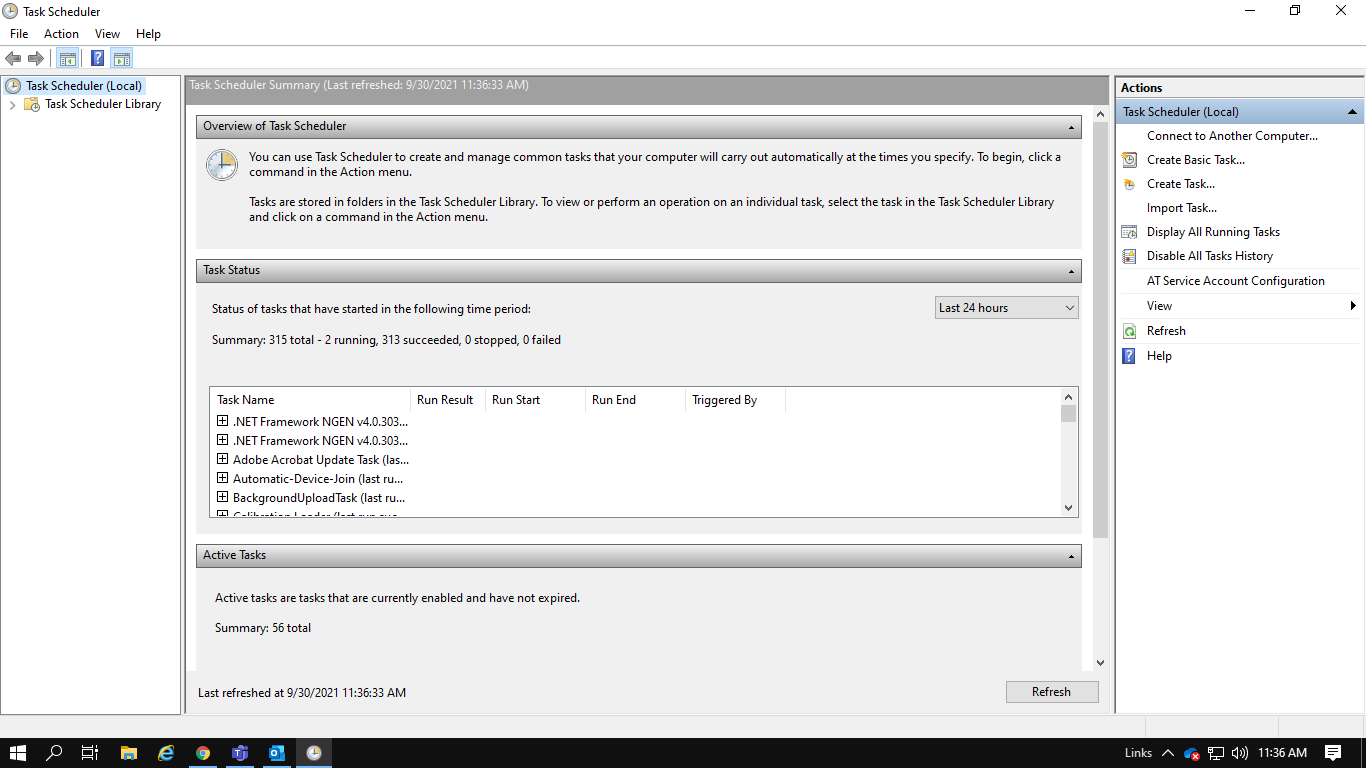 Task Scheduler
File Action View Help
Task Scheduler (Local)
Task Scheduler Library
Task Scheduler Summary (Last refreshed: 9/30/2021 11:36:33 AM)
Overview of Task Scheduler
You can use Task Scheduler to create and manage common tasks that your computer will carry out automatically at the times you specify. To begin, click a
command in the Action menu.
Tasks are stored in folders in the Task Scheduler Library. To view or perform an operation on an individual task, select the task in the Task Scheduler Library
and click on a command in the Action menu.
Task Status
Status of tasks that have started in the following time period:
Last 24 hours
Summary: 315 total - 2 running, 313 succeeded, 0 stopped, 0 failed
Task Name Run Result Run Start Run End Triggered By
.NET Framework NGEN v4.0.303...
.NET Framework NGEN v4.0.303...
Adobe Acrobat Update Task (las...
Automatic-Device-Join (last ru...
BackgroundUploadTask (last ru...
Active Tasks
Active tasks are tasks that are currently enabled and have not expired.
Summary: 56 total
Last refreshed at 9/30/2021 11:36:33 AM
Refresh
Actions
Task Scheduler (Local)
Connect to Another Computer...
Create Basic Task...
Create Task...
Import Task...
Display All Running Tasks
Disable All Tasks History
AT Service Account Configuration
View
Refresh
Help
Links
11:36 AM